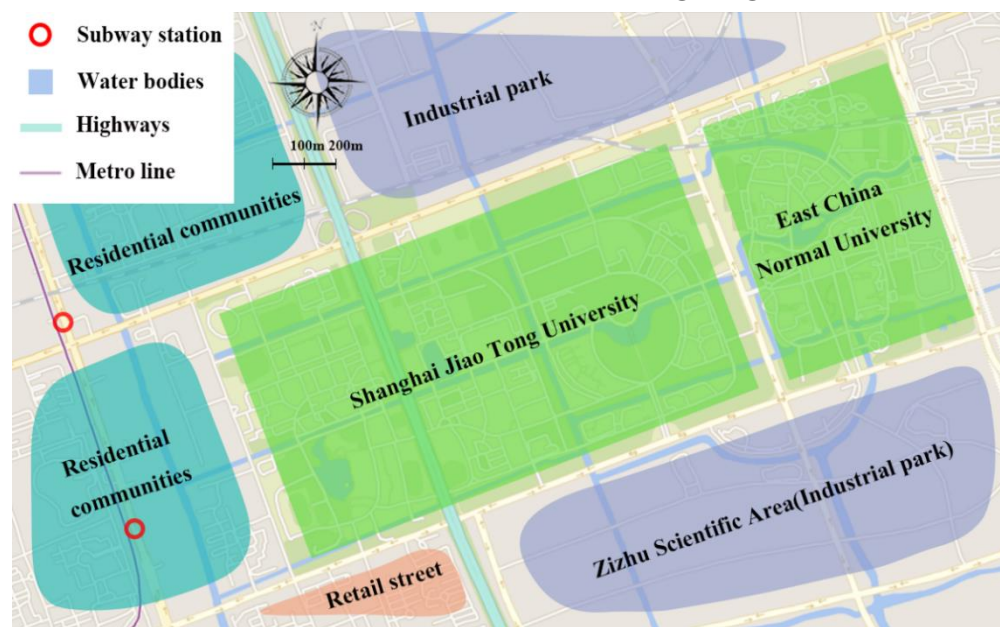 Subway station
Water bodies
Highways
Metro line
100m 200m
Industrial park
Residential communities
East China
Normal University
Shanghai Jiao Tong University
Residential
communities
Zizhu Scientific Area(Industrial park)
Retail street